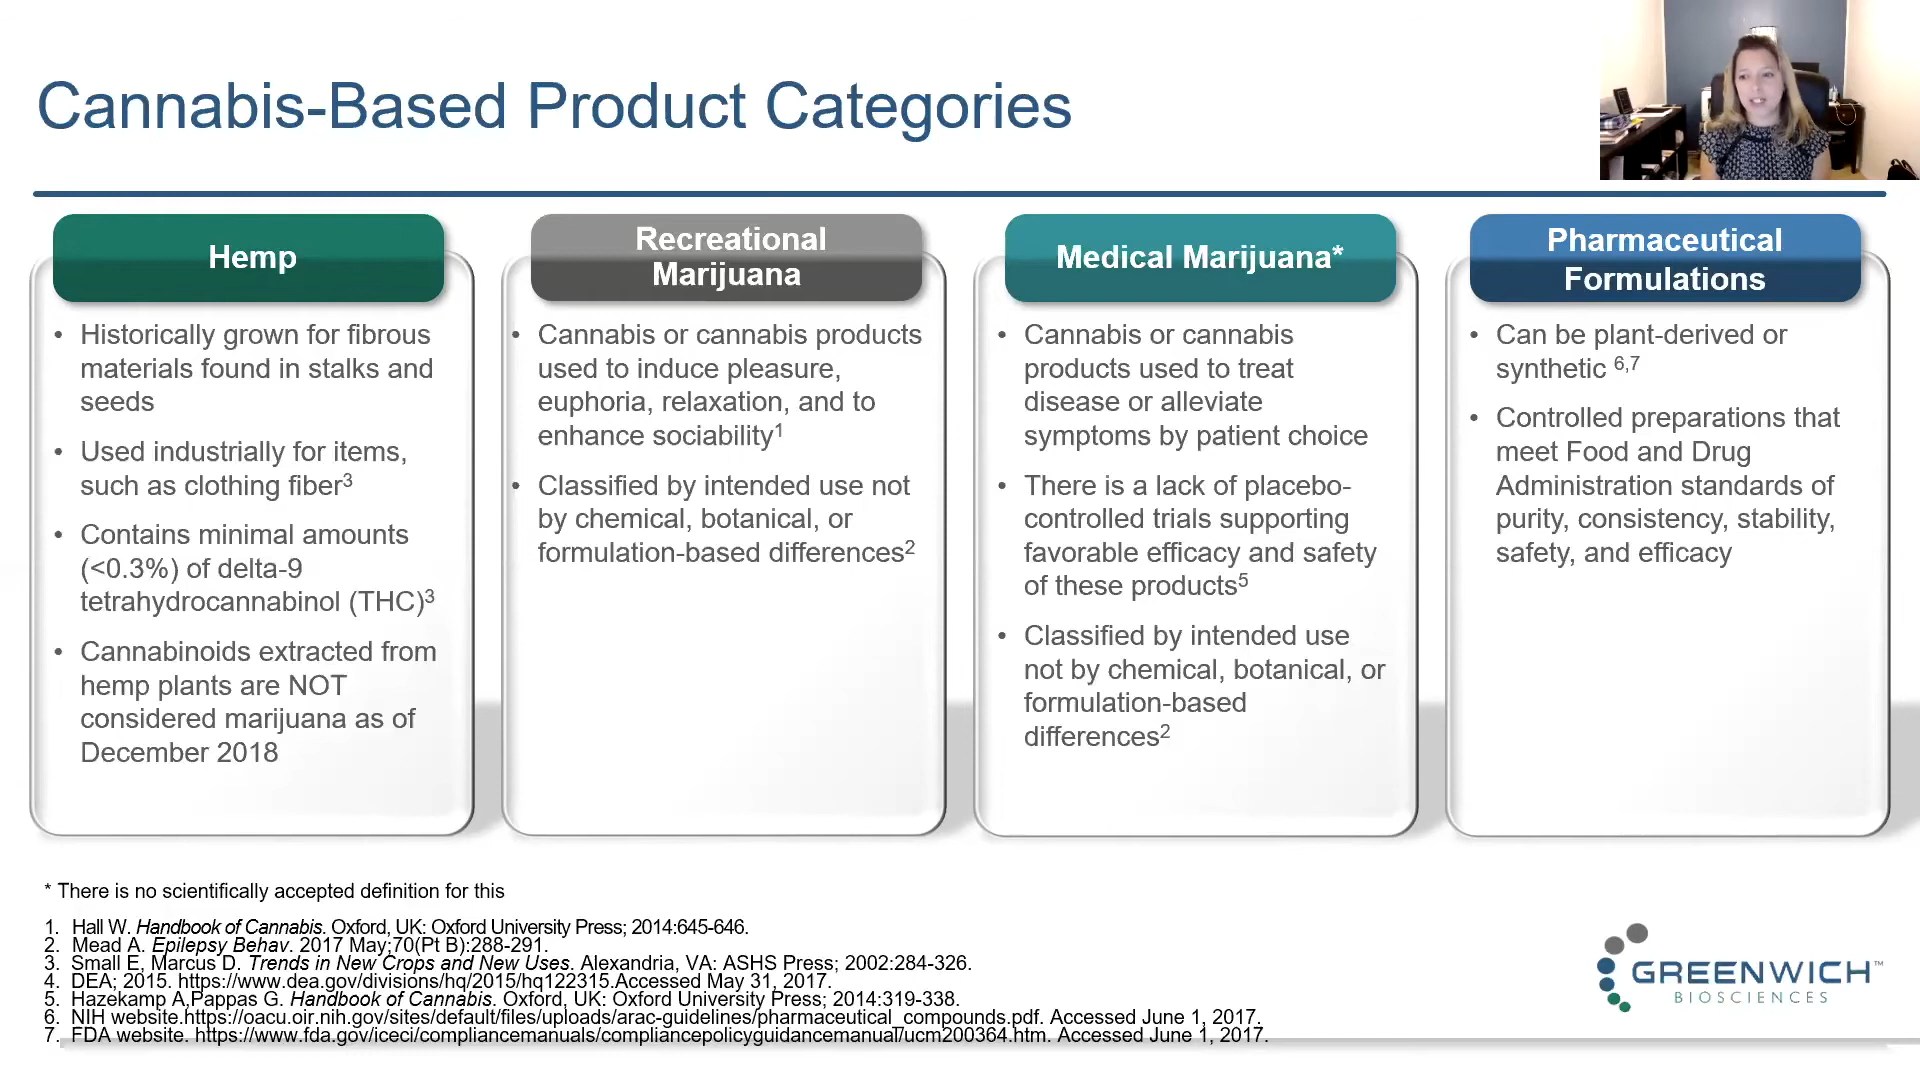 Cannabis-Based Product Categories
Hemp
• Historically grown for fibrous
materials found in stalks and
seeds
• Used industrially for items,
such as clothing fiber3
• Contains minimal amounts
(<0.3%) of delta-9
tetrahydrocannabinol (THC)3
• Cannabinoids extracted from
hemp plants are NOT
considered marijuana as of
December 2018
Recreational
Marijuana
• Cannabis or cannabis products
used to induce pleasure,
euphoria, relaxation, and to
enhance sociability1
• Classified by intended use not
by chemical, botanical, or
formulation-based differences2
Medical Marijuana*
• Cannabis or cannabis
products used to treat
disease or alleviate
symptoms by patient choice
• There is a lack of placebo-
controlled trials supporting
favorable efficacy and safety
of these products5
• Classified by intended use
not by chemical, botanical, or
formulation-based
differences2
Pharmaceutical
Formulations
• Can be plant-derived or
synthetic 6,7
• Controlled preparations that
meet Food and Drug
Administration standards of
purity, consistency, stability,
safety, and efficacy
* There is no scientifically accepted definition for this
1. Hall W. Handbook of Cannabis. Oxford, UK: Oxford University Press; 2014:645-646.
2. Mead A. Epilepsy Behav. 2017 May;70(Pt B):288-291.
3. Small E, Marcus D. Trends in New Crops and New Uses. Alexandria, VA: ASHS Press; 2002:284-326.
4. DEA; 2015. https://www.dea.gov/divisions/hq/2015/hq122315.Accessed May 31, 2017.
5. Hazekamp A,Pappas G. Handbook of Cannabis. Oxford, UK: Oxford University Press; 2014:319-338.
6. NIH website.https://oacu.oir.nih.gov/sites/default/files/uploads/arac-guidelines/pharmaceutical_compounds.pdf. Accessed June 1, 2017.
7. FDA website. https://www.fda.gov/iceci/compliancemanuals/compliancepolicyguidancemanual/ucm200364.htm. Accessed June 1, 2017.
7
GREENWICH™
BIOSCIENCES